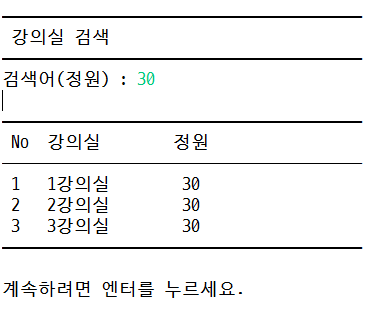 강의실 검색
검색어(정원) : 30
No 강의실 정원
1 1강의실 30
2 2강의실 30
3 3강의실 30
계속하려면 엔터를 누르세요.